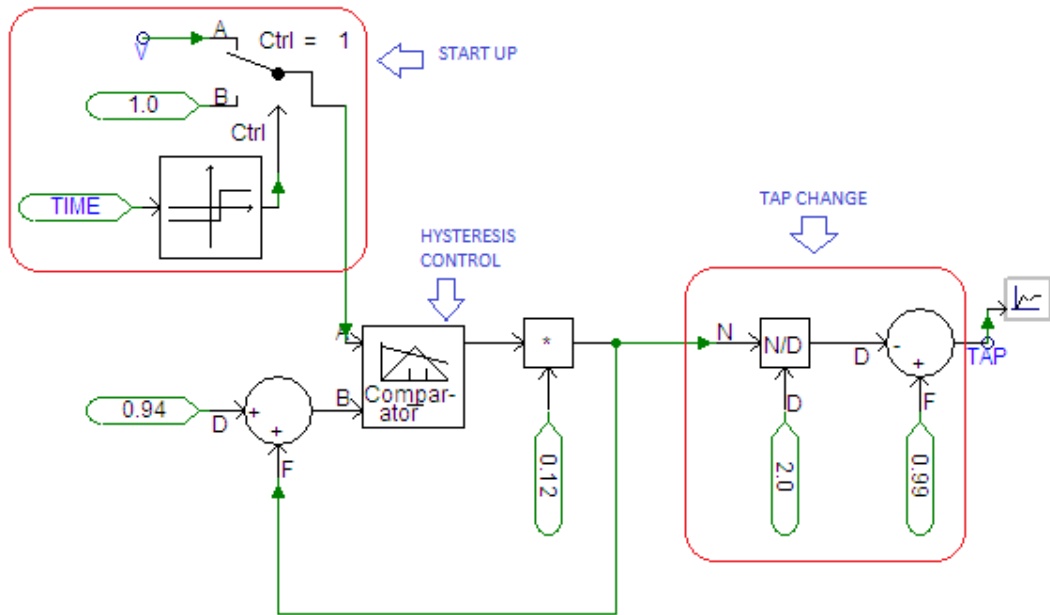 A
Ctrl = 1
V
START UP
B
1.0
Ctrl
TIME
TAP CHANGE
HYSTERESIS
CONTROL
A
N
N/D
D
-
+
TAP
*
B
Compar-
ator
0.94
D
+
+
F
D
F
0.12
2.0
0.99